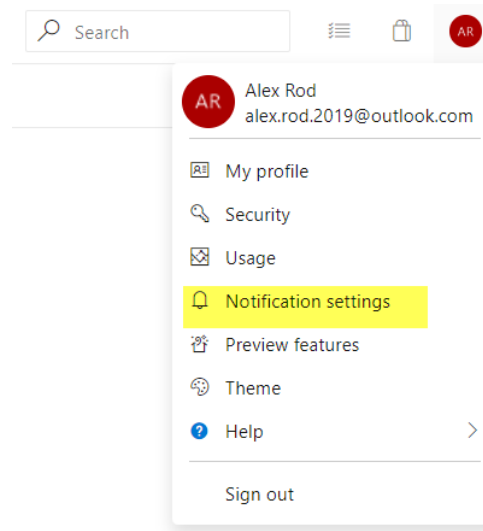 Search
AR
AR
Alex Rod
alex.rod.2019@outlook.com
My profile
Security
Usage
Notification settings
Preview features
Theme
Help
Sign out